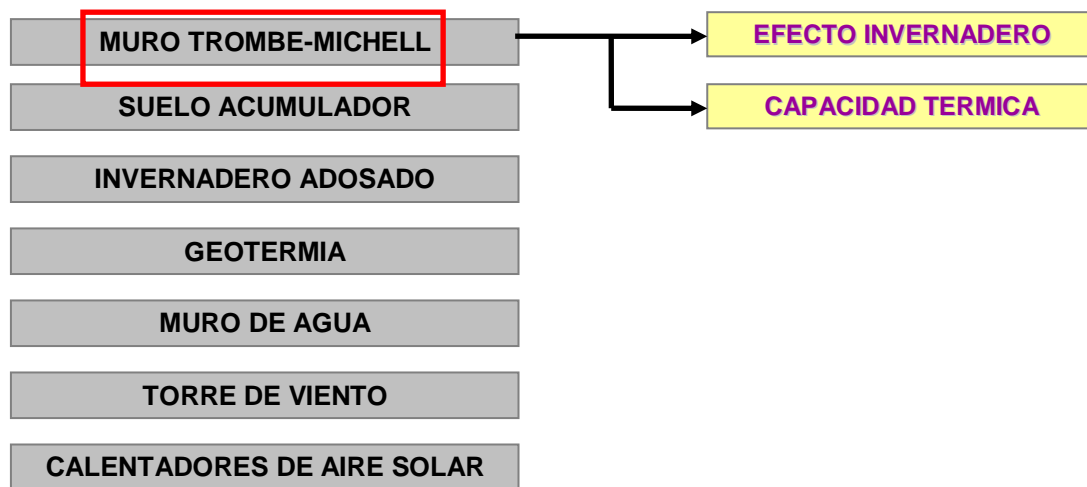 MURO TROMBE-MICHELL
EFECTO INVERNADERO
SUELO ACUMULADOR
CAPACIDAD TERMICA
INVERNADERO ADOSADO
GEOTERMIA
MURO DE AGUA
TORRE DE VIENTO
CALENTADORES DE AIRE SOLAR